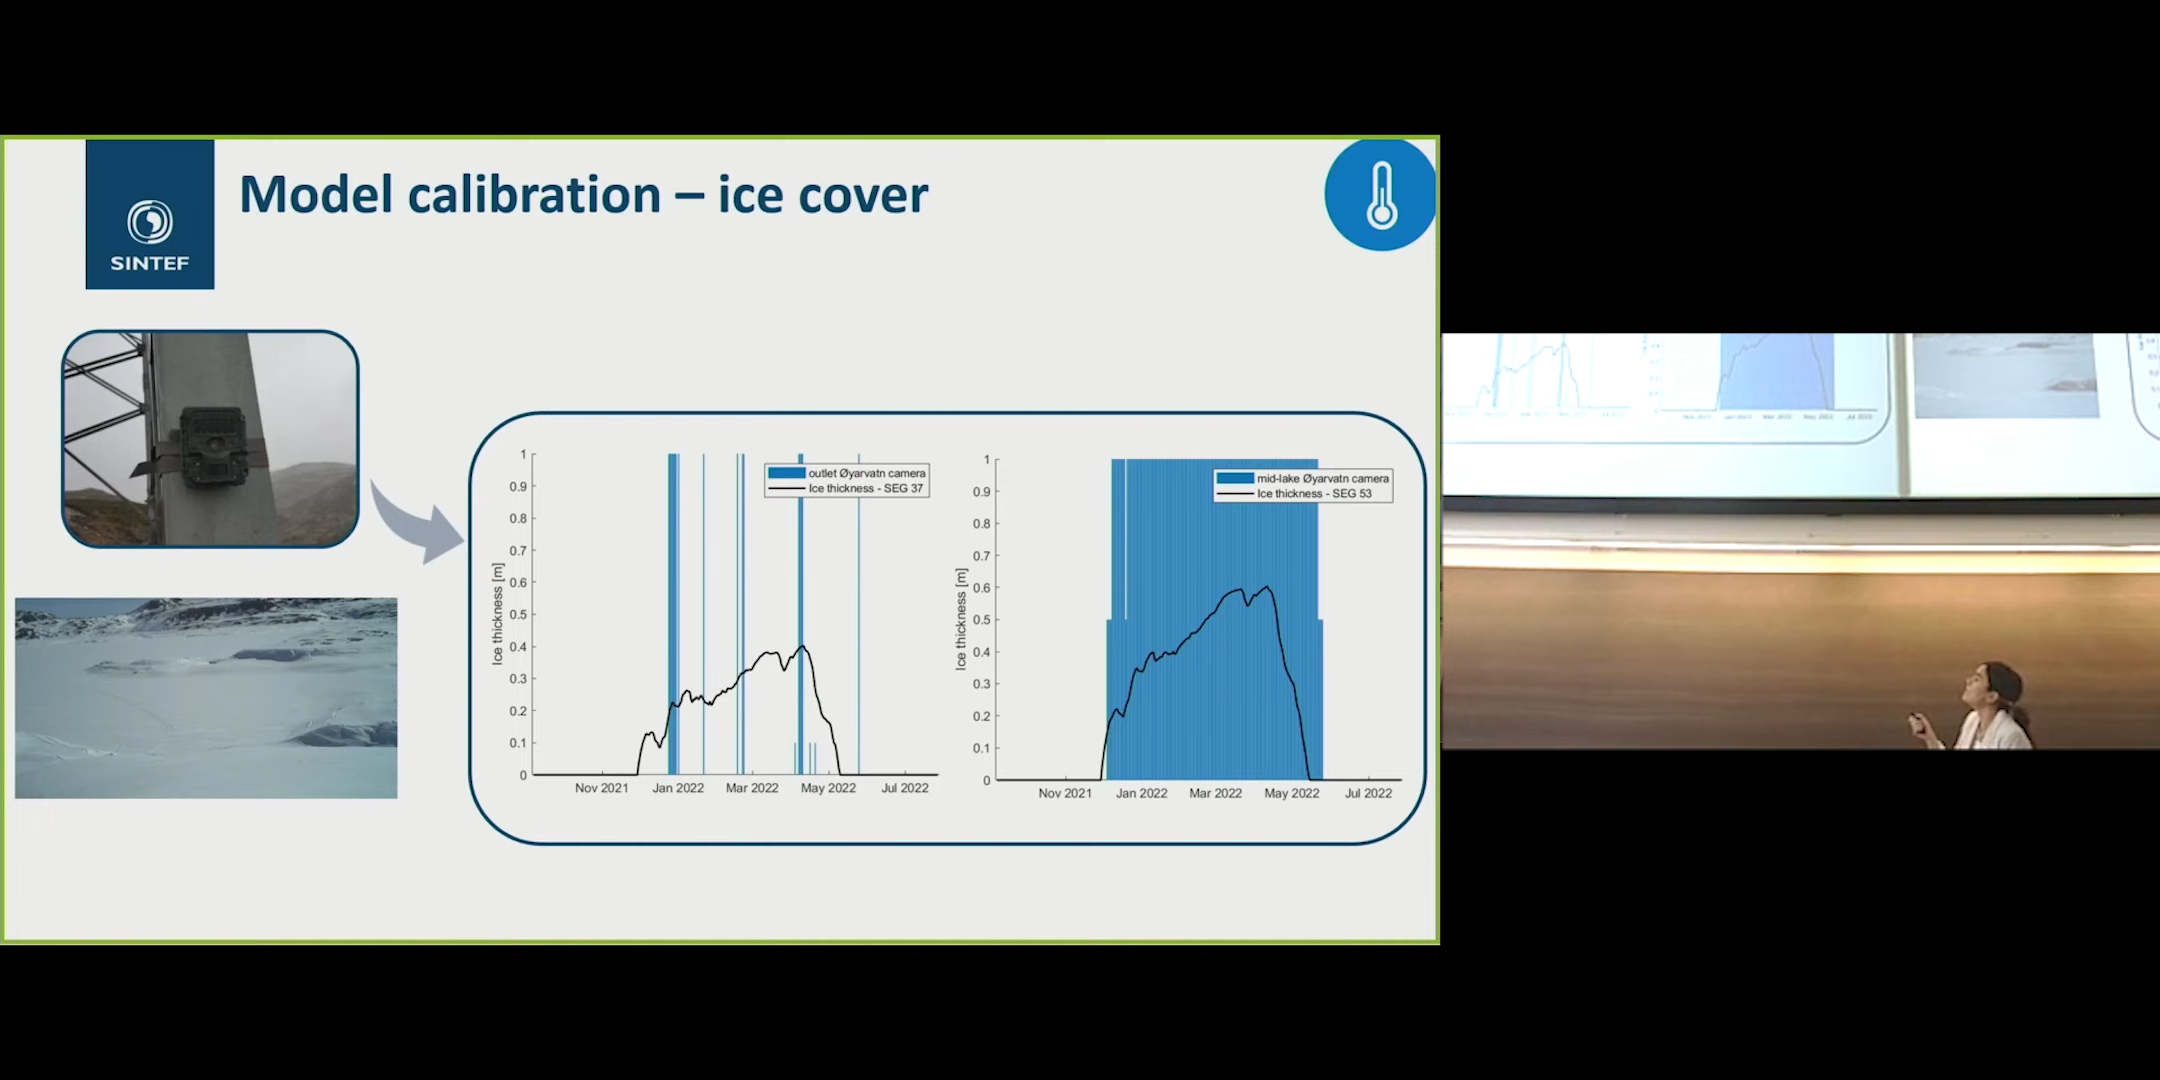 SINTEF
Model calibration – ice cover
1
0.9
0.8
0.7
0.6
0.5
0.4
0.3
0.2
0.1
0
Ice thickness [m]
outlet Øyarvatn camera
Ice thickness - SEG 37
Nov 2021 Jan 2022 Mar 2022 May 2022 Jul 2022
1
0.9
0.8
0.7
0.6
0.5
0.4
0.3
0.2
0.1
0
Ice thickness [m]
mid-lake Øyarvatn camera
Ice thickness - SEG 53
Nov 2021 Jan 2022 Mar 2022 May 2022 Jul 2022